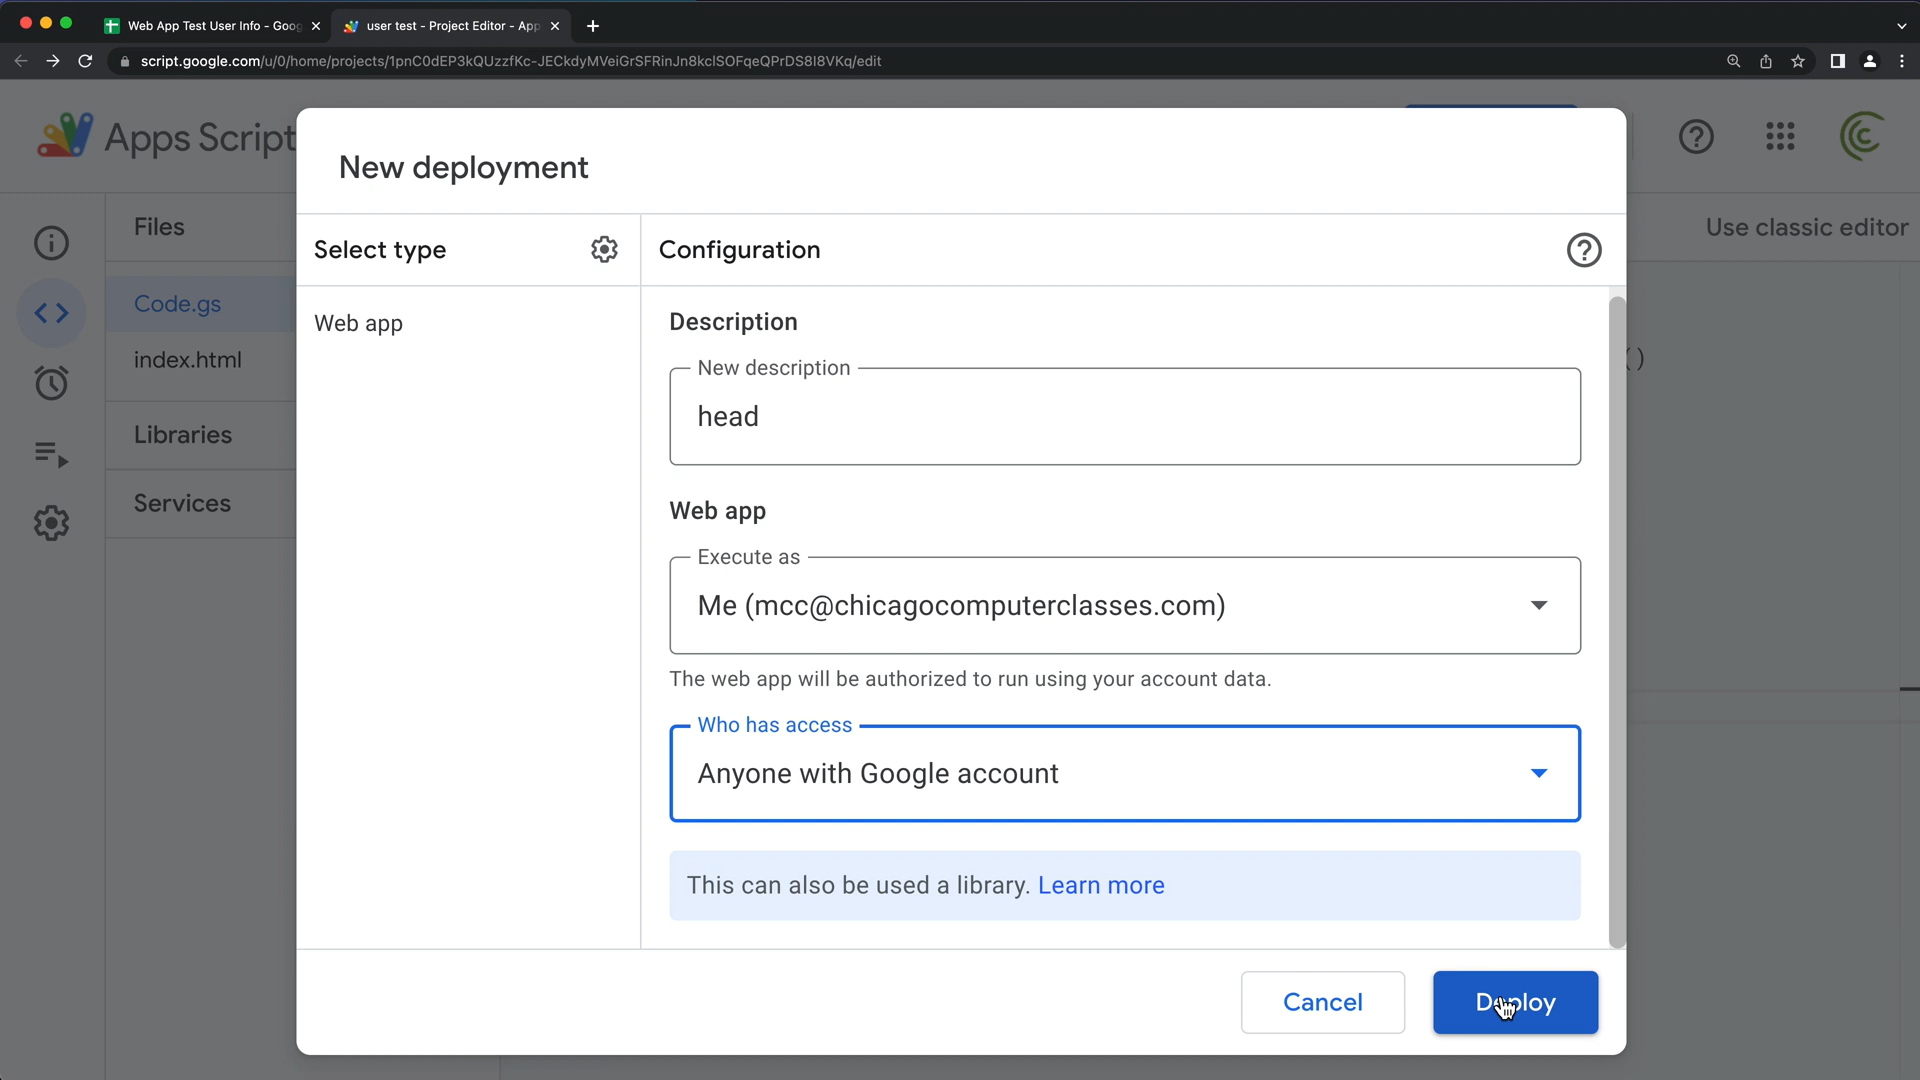 Web App Test User Info - Goog
user test - Project Editor - App
script.google.com/u/0/home/projects/1pnC0dEP3kQUzzfKc-JECkdyMVeiGrSFRinJn8kclSOFqeQPrDS8I8VKq/edit
Apps Script
New deployment
Files
Use classic editor
Select type
Configuration
Code.gs
Web app
Description
index.html
New description
()
head
Libraries
Services
Web app
Execute as
Me (mcc@chicagocomputerclasses.com)
The web app will be authorized to run using your account data.
Who has access
Anyone with Google account
This can also be used a library. Learn more
Cancel
Deploy